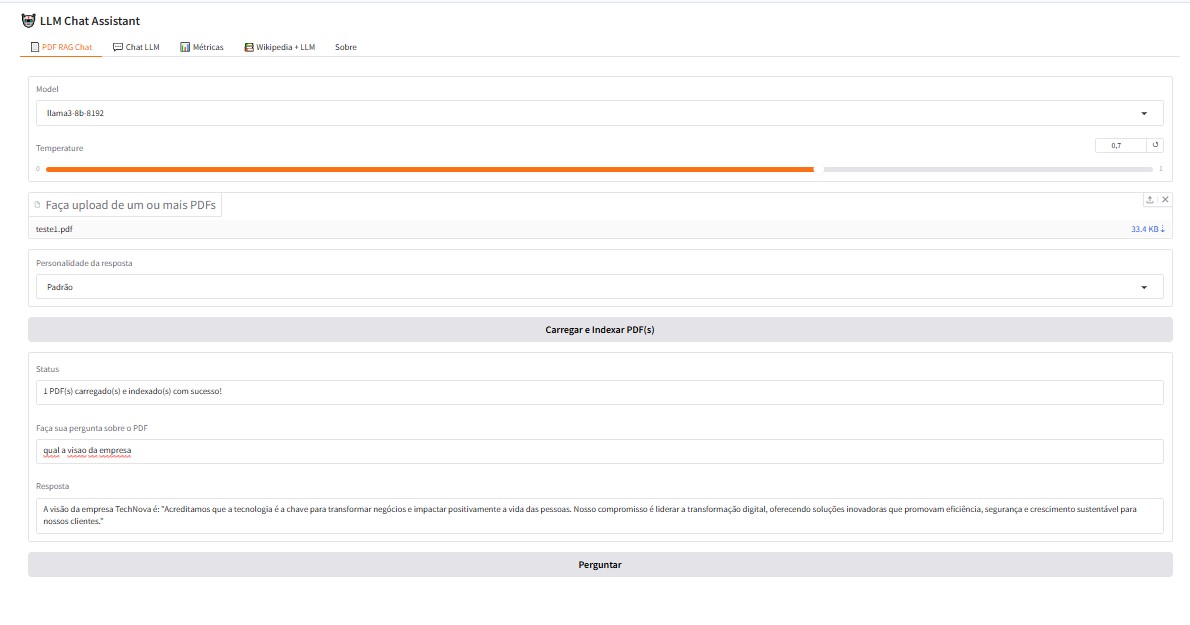 LLM Chat Assistant
PDF RAG Chat
Chat LLM
Métricas
Wikipedia + LLM
Sobre
Model
llama3-8b-8192
Temperature
0,7
↺
0
1
Faça upload de um ou mais PDFs
teste1.pdf
33.4 KB ⇣
Personalidade da resposta
Padrão
Carregar e Indexar PDF(s)
Status
1 PDF(s) carregado(s) e indexado(s) com sucesso!
Faça sua pergunta sobre o PDF
qual a visao da empresa
Resposta
A visão da empresa TechNova é: "Acreditamos que a tecnologia é a chave para transformar negócios e impactar positivamente a vida das pessoas. Nosso compromisso é liderar a transformação digital, oferecendo soluções inovadoras que promovam eficiência, segurança e crescimento sustentável para
nossos clientes."
Perguntar